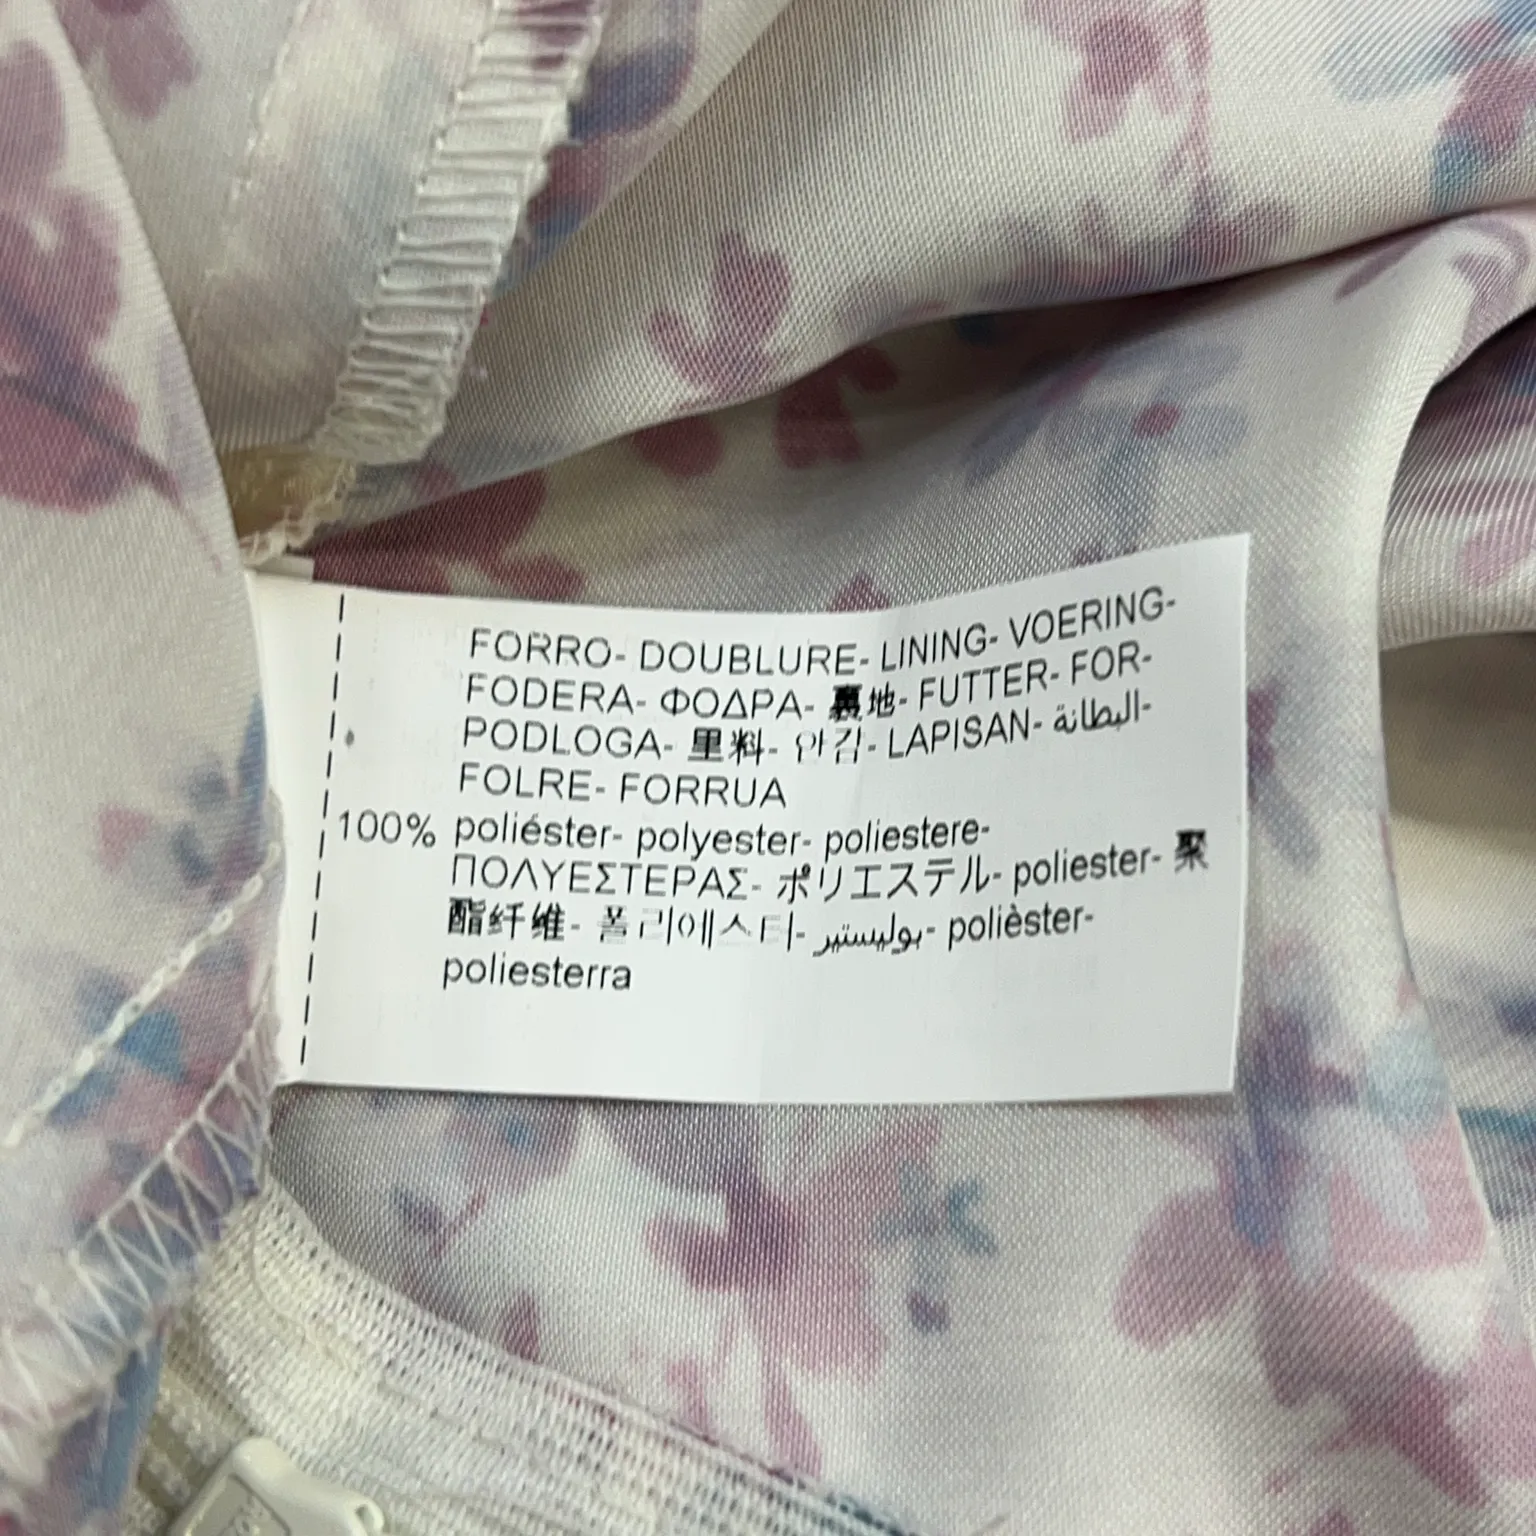 FORRO- DOUBLURE- LINING- VOERING-
FODERA- ΦΟΔΡΑ- 裏地- FUTTER- FOR-
PODLOGA- 里料- 안감- LAPISAN- البطانة-
FOLRE- FORRUA
100% poliéster- polyester- poliestere-
ΠΟΛΥΕΣΤΕΡΑΣ- ポリエステル- poliester- 聚
酯纤维- 폴리에스터- بوليستير- polièster-
poliesterra